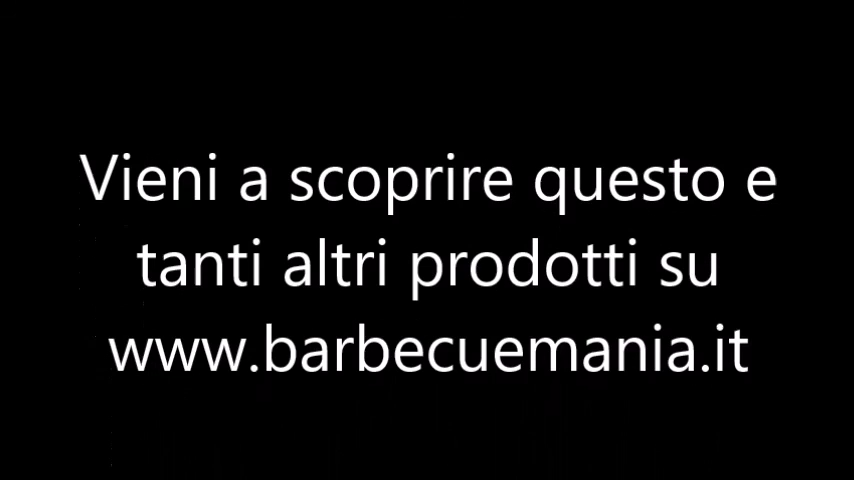 Vieni a scoprire questo e
tanti altri prodotti su
www.barbecuemania.it